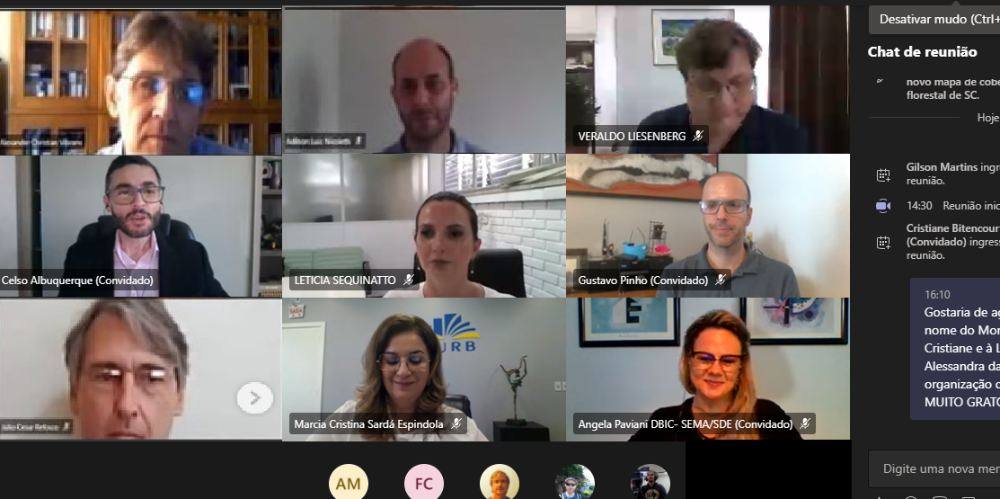 Desativar mudo (Ctrl+
Chat de reunião
novo mapa de cobe
florestal de SC.
Hoje
Gilson Martins ingre
reunião.
14:30 Reunião inic
Cristiane Bitencour
(Convidado) ingress
reunião.
16:10
Gostaria de ag
nome do Mor
Cristiane e à L
Alessandra da
organização d
MUITO GRATO
Digite uma nova men
VERALDO LIESENBERG
Celso Albuquerque (Convidado)
LETICIA SEQUINATTO
Gustavo Pinho (Convidado)
URB
Marcia Cristina Sardá Espindola
E
Angela Paviani DBIC- SEMA/SDE (Convidado)
AM
FC